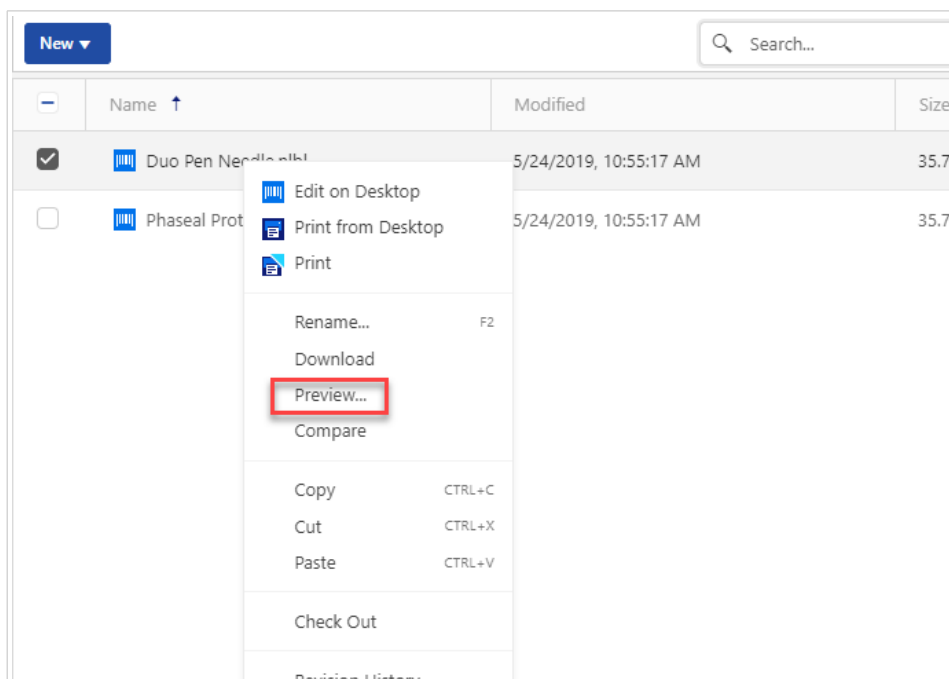 New
Search...
Name Modified Size
Duo Pen Needle.nlbl 5/24/2019, 10:55:17 AM 35.7
Phaseal Prot 5/24/2019, 10:55:17 AM 35.7
Edit on Desktop
Print from Desktop
Print
Rename... F2
Download
Preview...
Compare
Copy CTRL+C
Cut CTRL+X
Paste CTRL+V
Check Out
Revision History